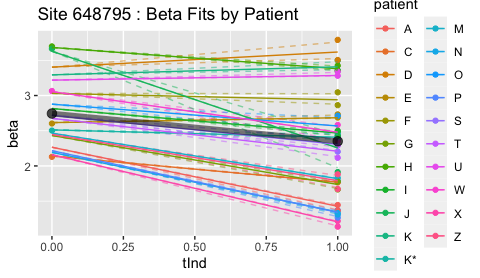 Site 648795 : Beta Fits by Patient
beta
3
2
0.00
0.25
0.50
0.75
1.00
tInd
patient
A
C
D
E
F
G
H
I
J
K
K*
M
N
O
P
S
T
U
W
X
Z